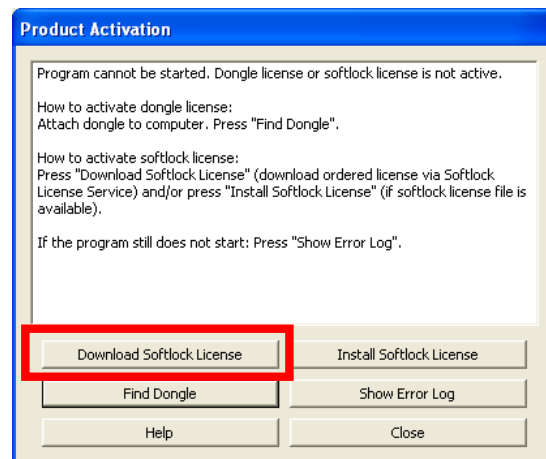 Product Activation
Program cannot be started. Dongle license or softlock license is not active.
How to activate dongle license:
Attach dongle to computer. Press "Find Dongle".
How to activate softlock license:
Press "Download Softlock License" (download ordered license via Softlock
License Service) and/or press "Install Softlock License" (if softlock license file is
available).
If the program still does not start: Press "Show Error Log".
Download Softlock License
Install Softlock License
Find Dongle
Show Error Log
Help
Close